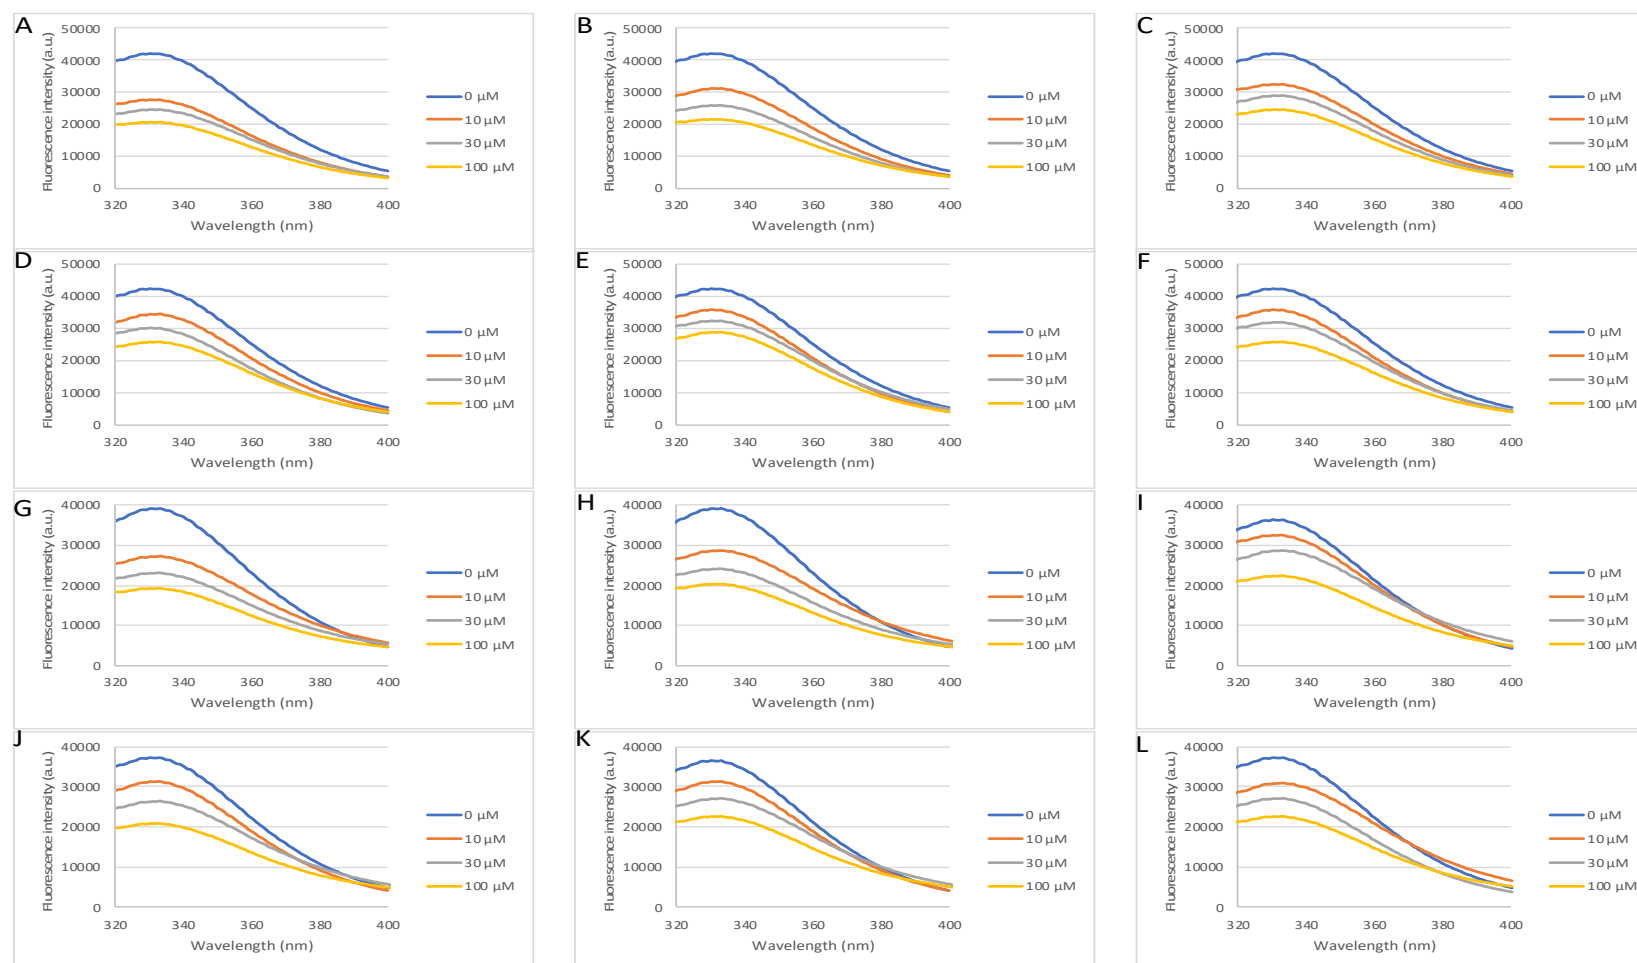 A
Fluorescence intensity (a.u.)
50000
40000
30000
20000
10000
0
320 340 360 380 400
Wavelength (nm)
0 µM
10 µM
30 µM
100 µM
B
Fluorescence intensity (a.u.)
50000
40000
30000
20000
10000
0
320 340 360 380 400
Wavelength (nm)
0 µM
10 µM
30 µM
100 µM
C
Fluorescence intensity (a.u.)
50000
40000
30000
20000
10000
0
320 340 360 380 400
Wavelength (nm)
0 µM
10 µM
30 µM
100 µM
D
Fluorescence intensity (a.u.)
50000
40000
30000
20000
10000
0
320 340 360 380 400
Wavelength (nm)
0 µM
10 µM
30 µM
100 µM
E
Fluorescence intensity (a.u.)
50000
40000
30000
20000
10000
0
320 340 360 380 400
Wavelength (nm)
0 µM
10 µM
30 µM
100 µM
F
Fluorescence intensity (a.u.)
50000
40000
30000
20000
10000
0
320 340 360 380 400
Wavelength (nm)
0 µM
10 µM
30 µM
100 µM
G
Fluorescence intensity (a.u.)
40000
30000
20000
10000
0
320 340 360 380 400
Wavelength (nm)
0 µM
10 µM
30 µM
100 µM
H
Fluorescence intensity (a.u.)
40000
30000
20000
10000
0
320 340 360 380 400
Wavelength (nm)
0 µM
10 µM
30 µM
100 µM
I
Fluorescence intensity (a.u.)
40000
30000
20000
10000
0
320 340 360 380 400
Wavelength (nm)
0 µM
10 µM
30 µM
100 µM
J
Fluorescence intensity (a.u.)
40000
30000
20000
10000
0
320 340 360 380 400
Wavelength (nm)
0 µM
10 µM
30 µM
100 µM
K
Fluorescence intensity (a.u.)
40000
30000
20000
10000
0
320 340 360 380 400
Wavelength (nm)
0 µM
10 µM
30 µM
100 µM
L
Fluorescence intensity (a.u.)
40000
30000
20000
10000
0
320 340 360 380 400
Wavelength (nm)
0 µM
10 µM
30 µM
100 µM